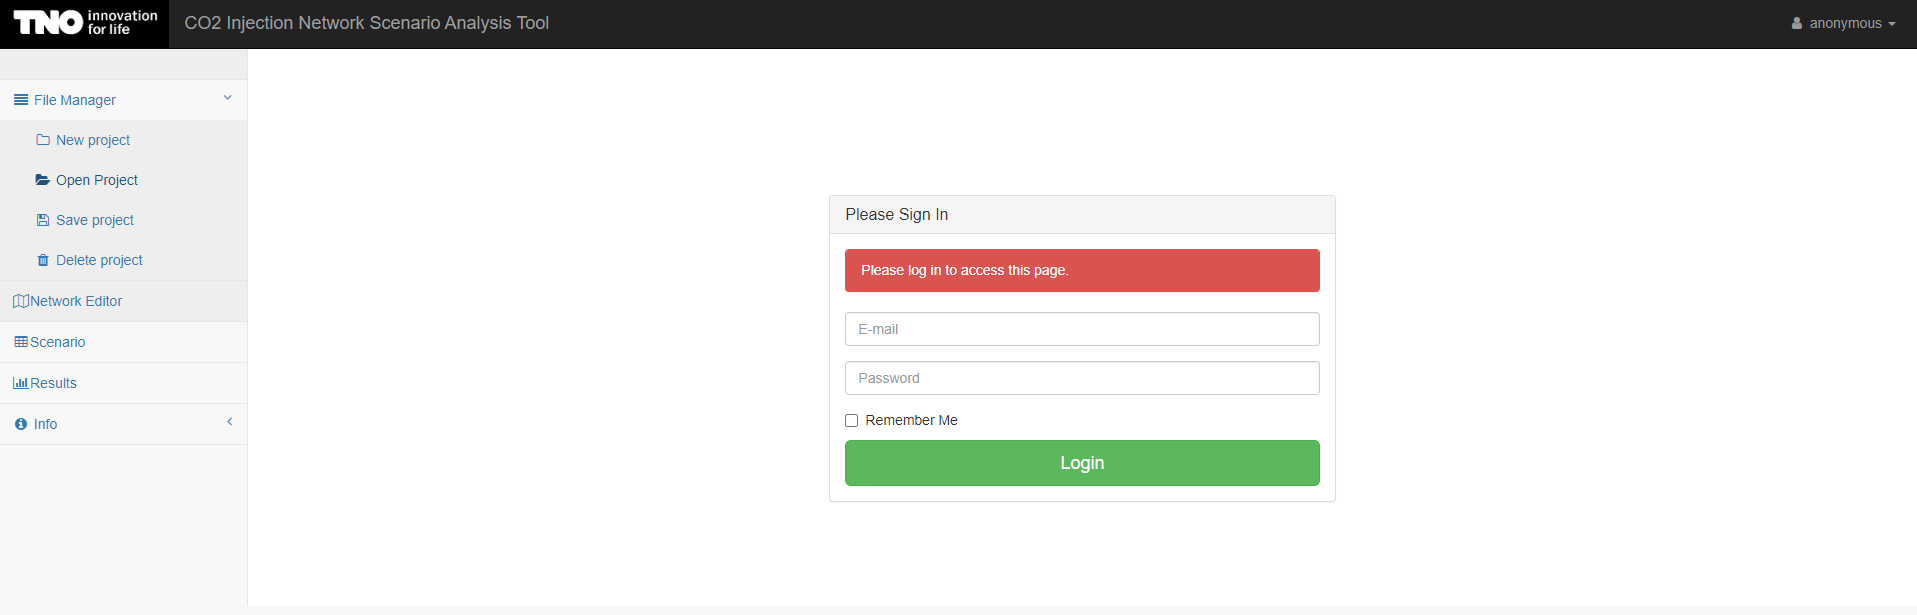 TNO innovation for life
CO2 Injection Network Scenario Analysis Tool
anonymous
File Manager
New project
Open Project
Save project
Delete project
Network Editor
Scenario
Results
Info
Please Sign In
Please log in to access this page.
E-mail
Password
Remember Me
Login